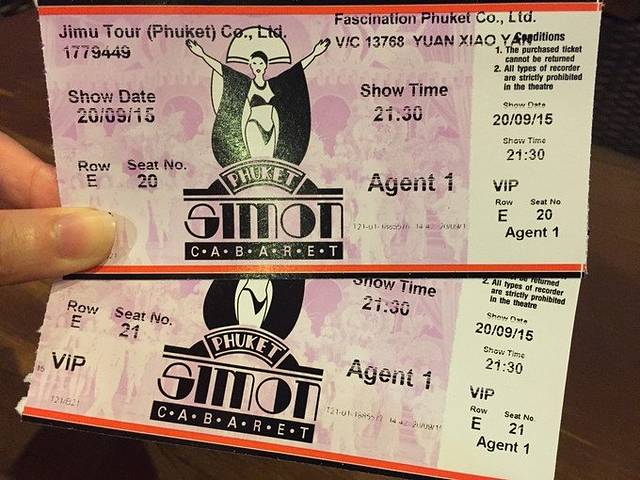 Jimu Tour (Phuket) Co., Ltd.
1779449
Fascination Phuket Co., Ltd.
V/C 13768 YUAN XIAO YAN
Show Date
20/09/15
Show Time
21:30
Row
E
Seat No.
20
Agent 1
PHUKET
SIMON
C·A·B·A·R·E·T
Conditions
1. The purchased ticket
cannot be returned
2. All types of recorder
are strictly prohibited
in the theatre
Show Date
20/09/15
Show Time
21:30
VIP
Row
E
Seat No
20
Agent 1
Show Time
21:30
Row
E
Seat No.
21
VIP
PHUKET
SIMON
C·A·B·A·R·E·T
Agent 1
be returned
2. All types of recorder
are strictly prohibited
in the theatre
Show Date
20/09/15
Show Time
21:30
VIP
Row
E
Seat No
21
Agent 1